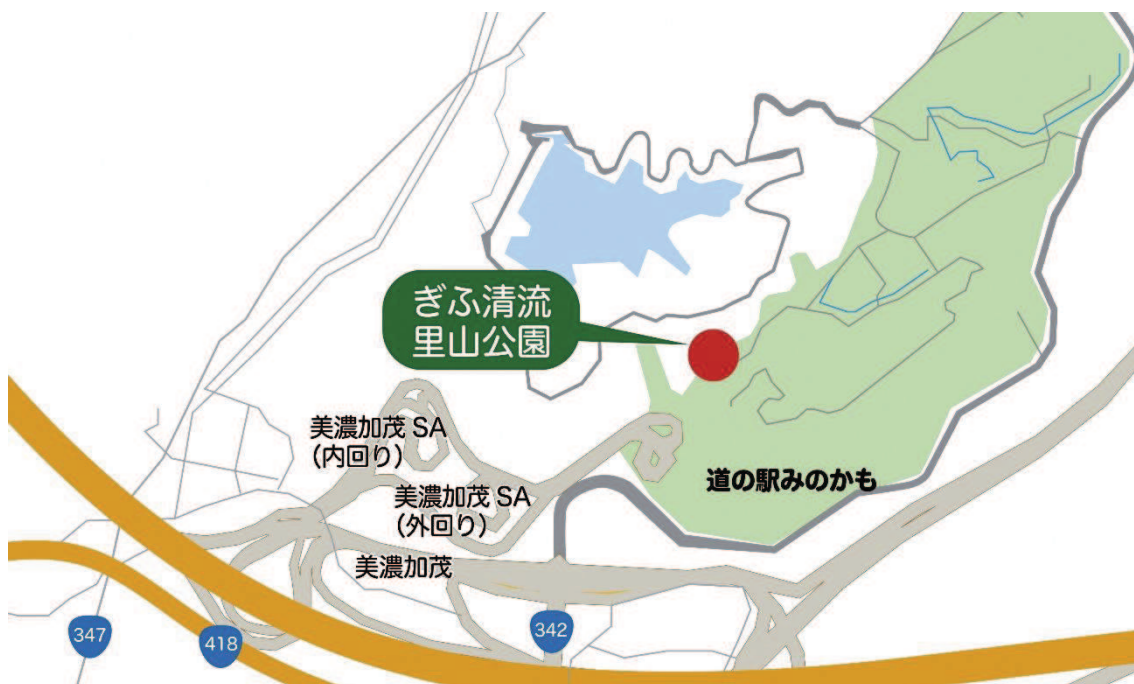 ぎふ清流
里山公園
美濃加茂 SA
（内回り）
美濃加茂 SA
（外回り）
道の駅みのかも
美濃加茂
347
418
342